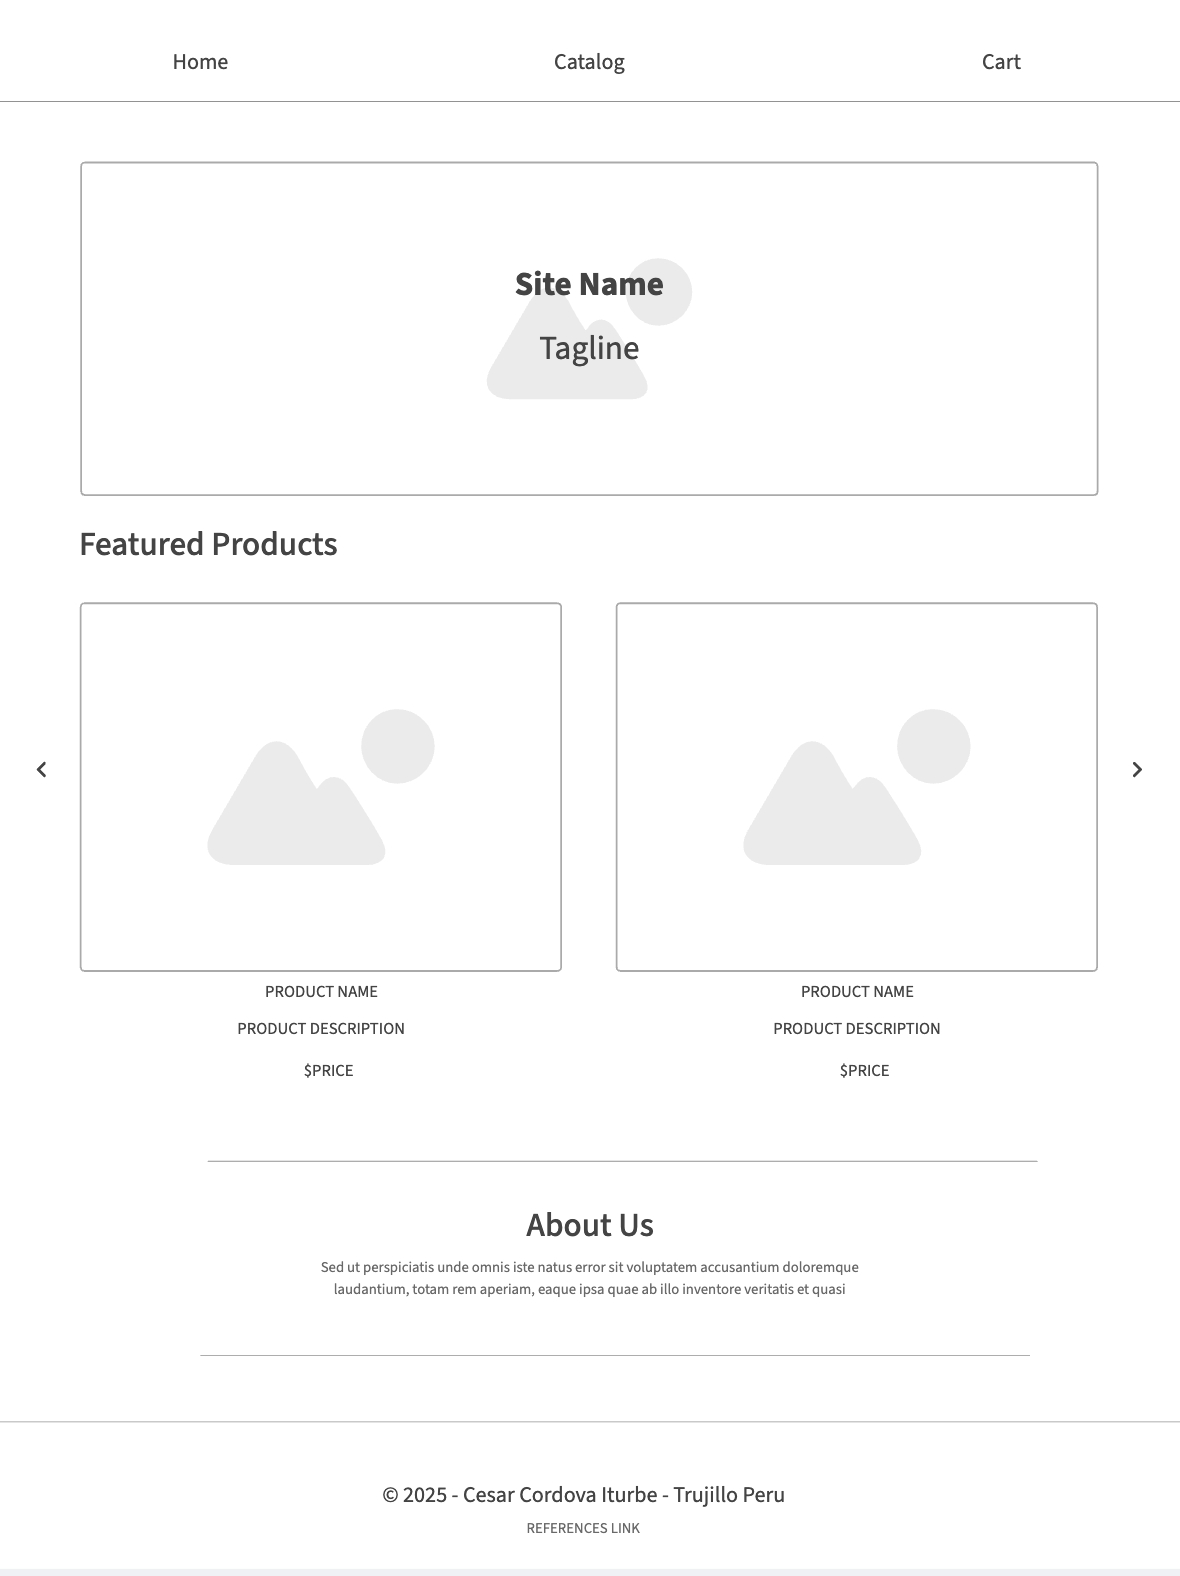 Home
Catalog
Cart
Site Name
Tagline
Featured Products
PRODUCT NAME
PRODUCT DESCRIPTION
$PRICE
PRODUCT NAME
PRODUCT DESCRIPTION
$PRICE
About Us
Sed ut perspiciatis unde omnis iste natus error sit voluptatem accusantium doloremque
laudantium, totam rem aperiam, eaque ipsa quae ab illo inventore veritatis et quasi
© 2025 - Cesar Cordova Iturbe - Trujillo Peru
REFERENCES LINK